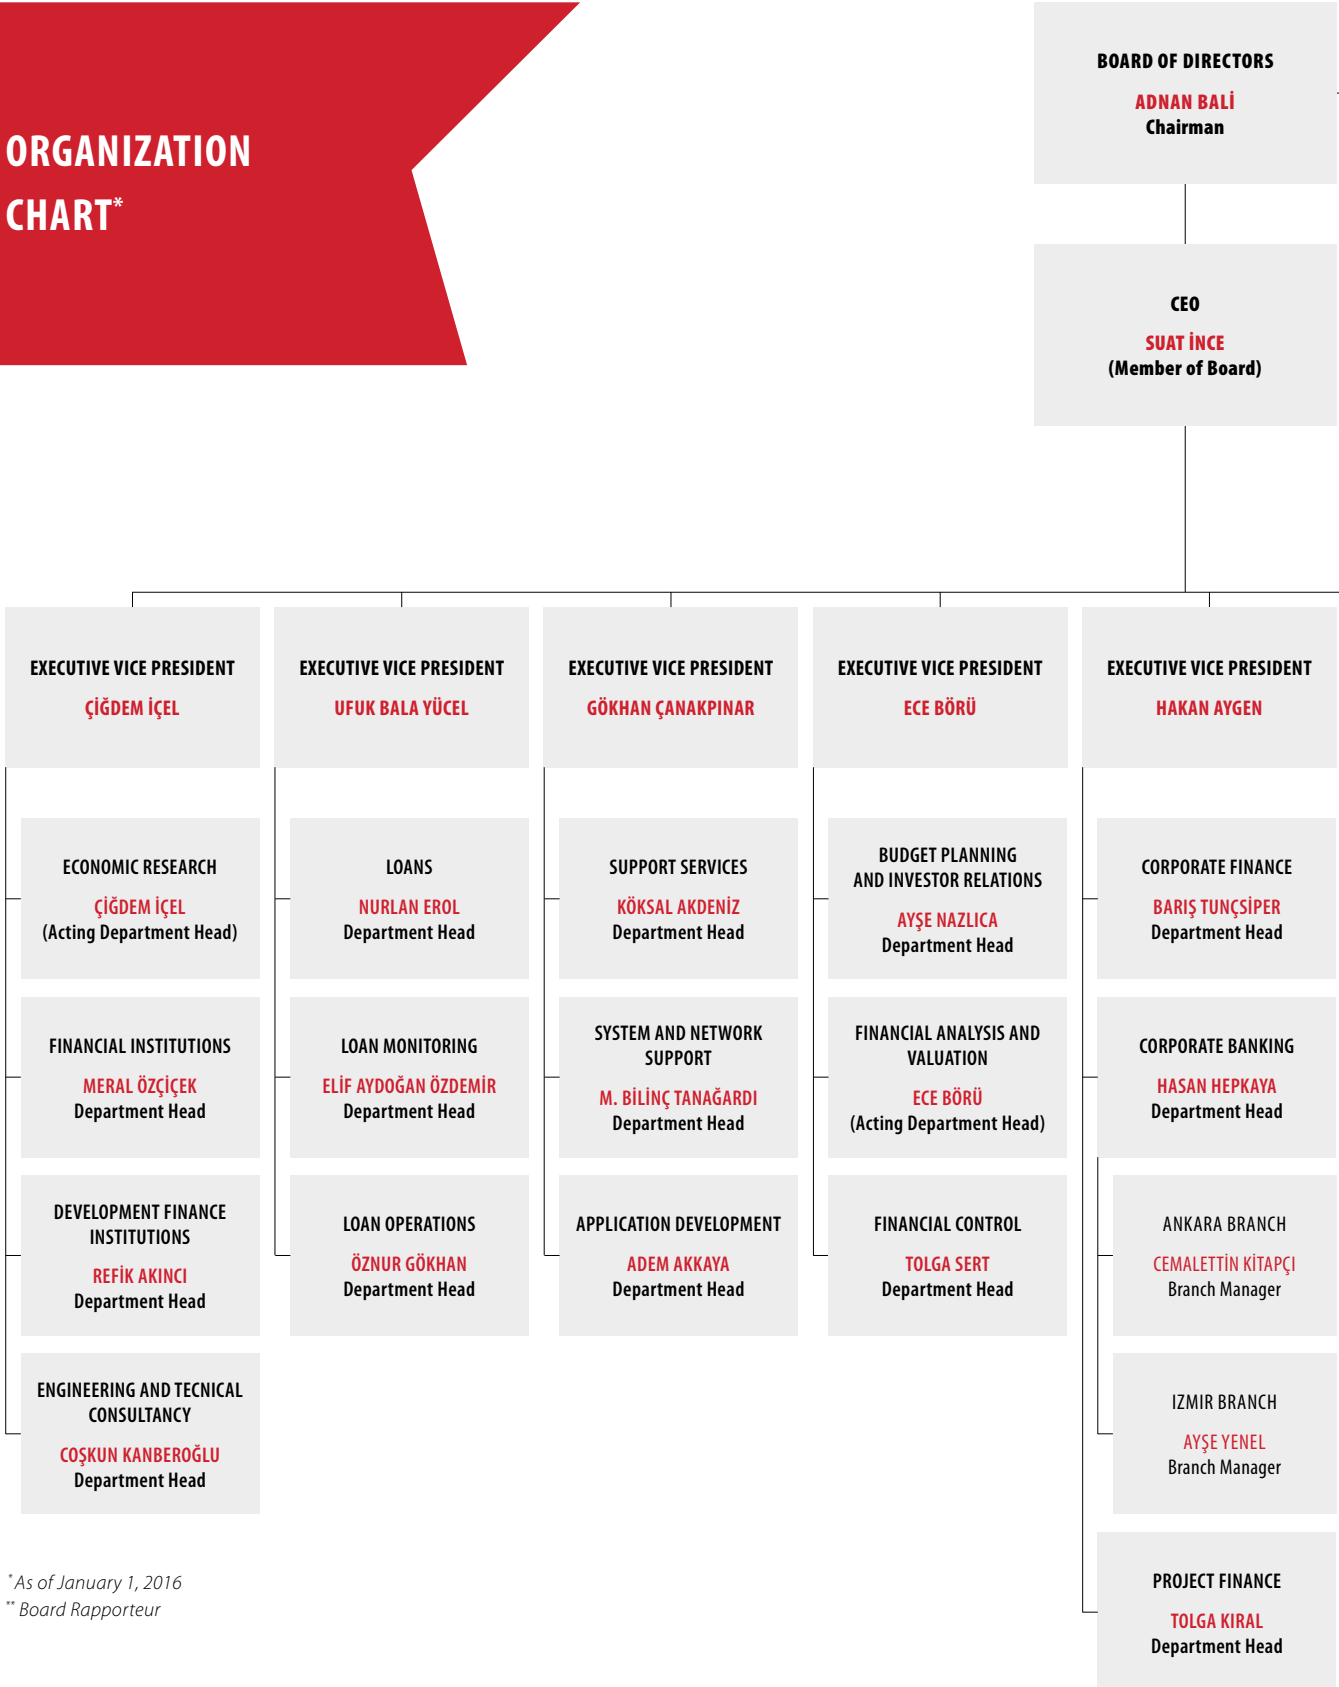 ORGANIZATION
CHART*
BOARD OF DIRECTORS
ADNAN BALİ
Chairman
CEO
SUAT İNCE
(Member of Board)
EXECUTIVE VICE PRESIDENT
ÇİĞDEM İÇEL
EXECUTIVE VICE PRESIDENT
UFUK BALA YÜCEL
EXECUTIVE VICE PRESIDENT
GÖKHAN ÇANAKPINAR
EXECUTIVE VICE PRESIDENT
ECE BÖRÜ
EXECUTIVE VICE PRESIDENT
HAKAN AYGEN
ECONOMIC RESEARCH
ÇİĞDEM İÇEL
(Acting Department Head)
LOANS
NURLAN EROL
Department Head
SUPPORT SERVICES
KÖKSAL AKDENİZ
Department Head
BUDGET PLANNING
AND INVESTOR RELATIONS
AYŞE NAZLICA
Department Head
CORPORATE FINANCE
BARIŞ TUNÇSİPER
Department Head
FINANCIAL INSTITUTIONS
MERAL ÖZÇİÇEK
Department Head
LOAN MONITORING
ELİF AYDOĞAN ÖZDEMİR
Department Head
SYSTEM AND NETWORK
SUPPORT
M. BİLİNÇ TANAĞARDI
Department Head
FINANCIAL ANALYSIS AND
VALUATION
ECE BÖRÜ
(Acting Department Head)
CORPORATE BANKING
HASAN HEPKAYA
Department Head
DEVELOPMENT FINANCE
INSTITUTIONS
REFİK AKINCI
Department Head
LOAN OPERATIONS
ÖZNUR GÖKHAN
Department Head
APPLICATION DEVELOPMENT
ADEM AKKAYA
Department Head
FINANCIAL CONTROL
TOLGA SERT
Department Head
ANKARA BRANCH
CEMALETTİN KİTAPÇI
Branch Manager
ENGINEERING AND TECNICAL
CONSULTANCY
COŞKUN KANBEROĞLU
Department Head
IZMIR BRANCH
AYŞE YENEL
Branch Manager
PROJECT FINANCE
TOLGA KIRAL
Department Head
* As of January 1, 2016
** Board Rapporteur